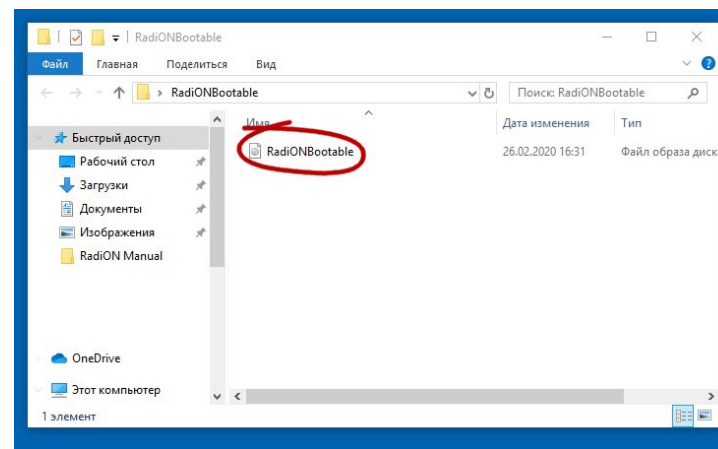 RadiONBootable
Файл Главная Поделиться Вид
RadiONBootable Поиск: RadiONBootable
Имя Дата изменения Тип
Быстрый доступ
RadiONBootable 26.02.2020 16:31 Файл образа диск
Рабочий стол
Загрузки
Документы
Изображения
RadiON Manual
OneDrive
Этот компьютер
1 элемент